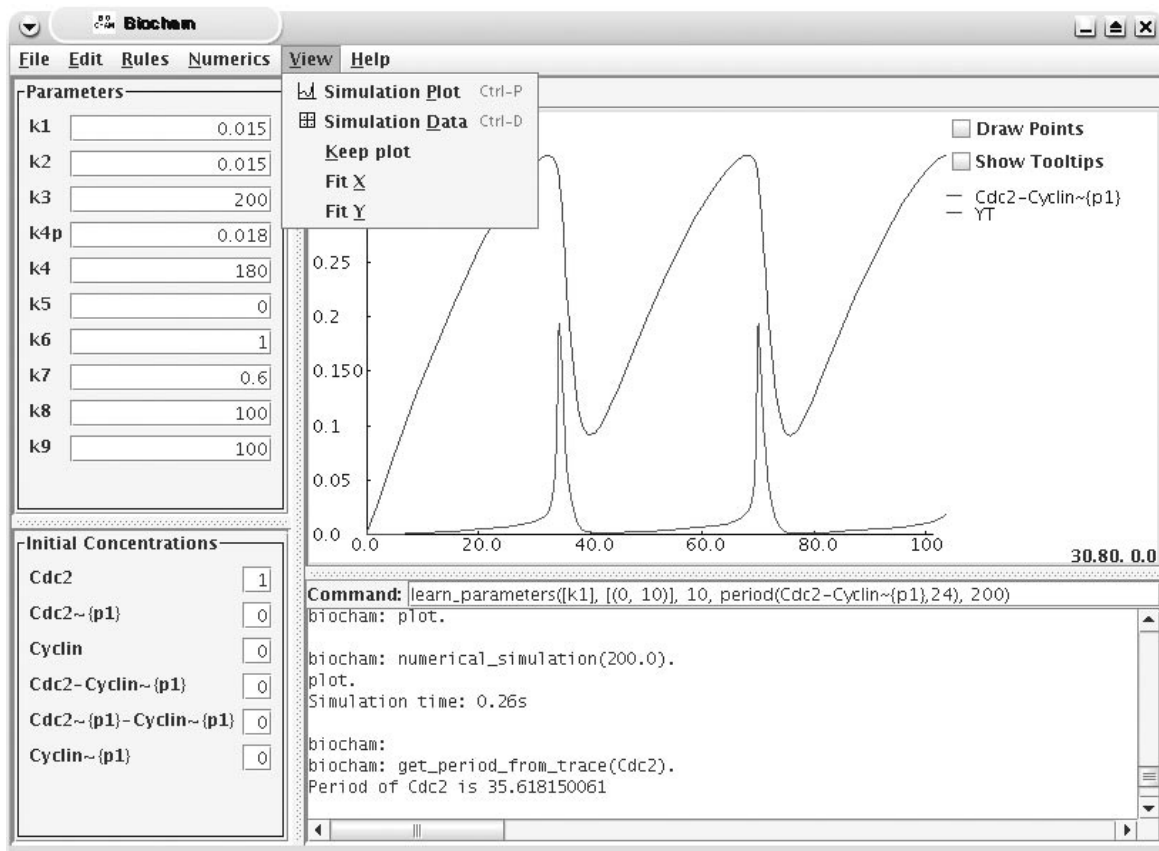 Biocham
File Edit Rules Numerics View Help
Parameters
k1 0.015
k2 0.015
k3 200
k4p 0.018
k4 180
k5 0
k6 1
k7 0.6
k8 100
k9 100
Initial Concentrations
Cdc2 1
Cdc2~{p1} 0
Cyclin 0
Cdc2-Cyclin~{p1} 0
Cdc2~{p1}-Cyclin~{p1} 0
Cyclin~{p1} 0
Simulation Plot Ctrl-P
Simulation Data Ctrl-D
Keep plot
Fit X
Fit Y
Draw Points
Show Tooltips
Cdc2-Cyclin~{p1}
YT
0.25
0.2
0.150
0.1
0.05
0.0
0.0 20.0 40.0 60.0 80.0 100
30.80. 0.0
Command: learn_parameters([k1], [(0, 10)], 10, period(Cdc2-Cyclin~{p1},24), 200)
biocham: plot.
biocham: numerical_simulation(200.0).
plot.
Simulation time: 0.26s
biocham:
biocham: get_period_from_trace(Cdc2).
Period of Cdc2 is 35.618150061